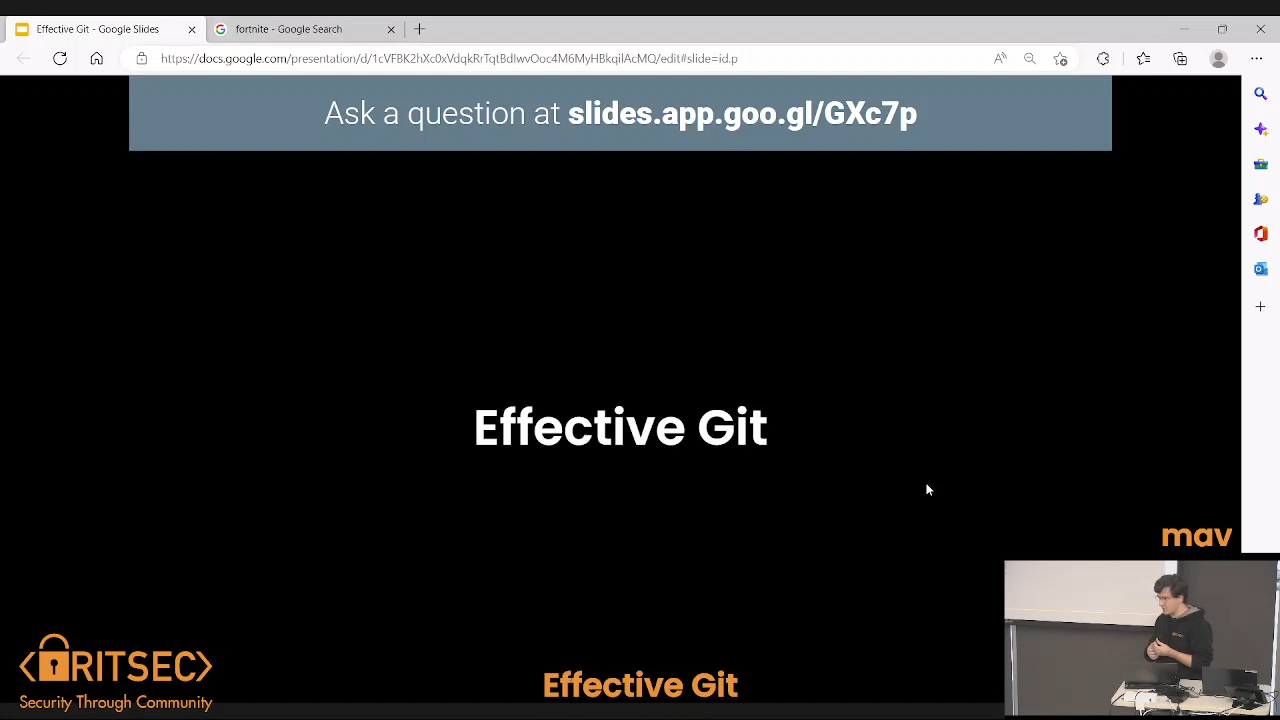 Effective Git - Google Slides
fortnite - Google Search
https://docs.google.com/presentation/d/1cVFBK2hXc0xVdqkRrTqtBdIwvOoc4M6MyHBkqiIAcMQ/edit#slide=id.p
Ask a question at slides.app.goo.gl/GXc7p
Effective Git
mav
RITSEC
Security Through Community
Effective Git